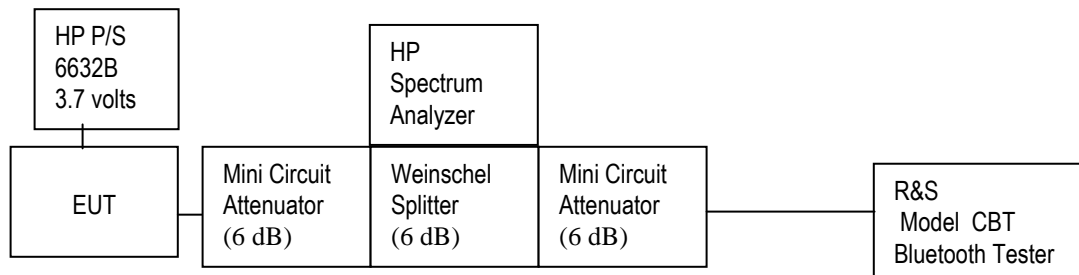 HP P/S
6632B
3.7 volts
HP
Spectrum
Analyzer
EUT
Mini Circuit
Attenuator
(6 dB)
Weinschel
Splitter
(6 dB)
Mini Circuit
Attenuator
(6 dB)
R&S
Model CBT
Bluetooth Tester